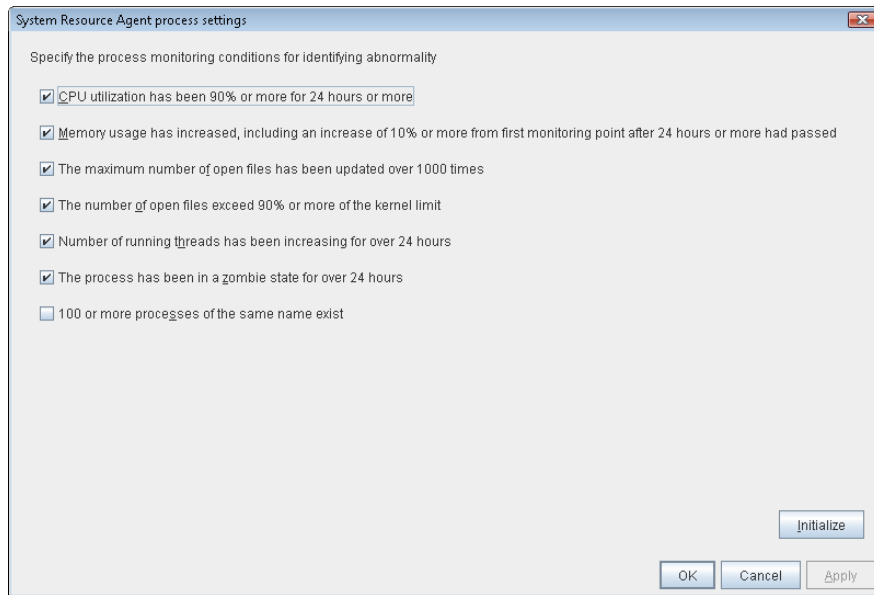 System Resource Agent process settings
Specify the process monitoring conditions for identifying abnormality
CPU utilization has been 90% or more for 24 hours or more
Memory usage has increased, including an increase of 10% or more from first monitoring point after 24 hours or more had passed
The maximum number of open files has been updated over 1000 times
The number of open files exceed 90% or more of the kernel limit
Number of running threads has been increasing for over 24 hours
The process has been in a zombie state for over 24 hours
100 or more processes of the same name exist
Initialize
OK Cancel Apply